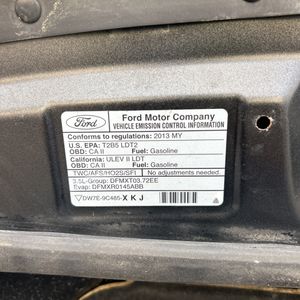 Ford
Ford Motor Company
VEHICLE EMISSION CONTROL INFORMATION
Conforms to regulations: 2013 MY
U.S. EPA: T2B5 LDT2
OBD: CA II Fuel: Gasoline
California: ULEV II LDT
OBD: CA II Fuel: Gasoline
TWC/AFS/HO2S/SFI No adjustments needed.
3.5L-Group: DFMXT03.72EE
Evap: DFMXR0145ABB
DW7E-9C485-XKJ